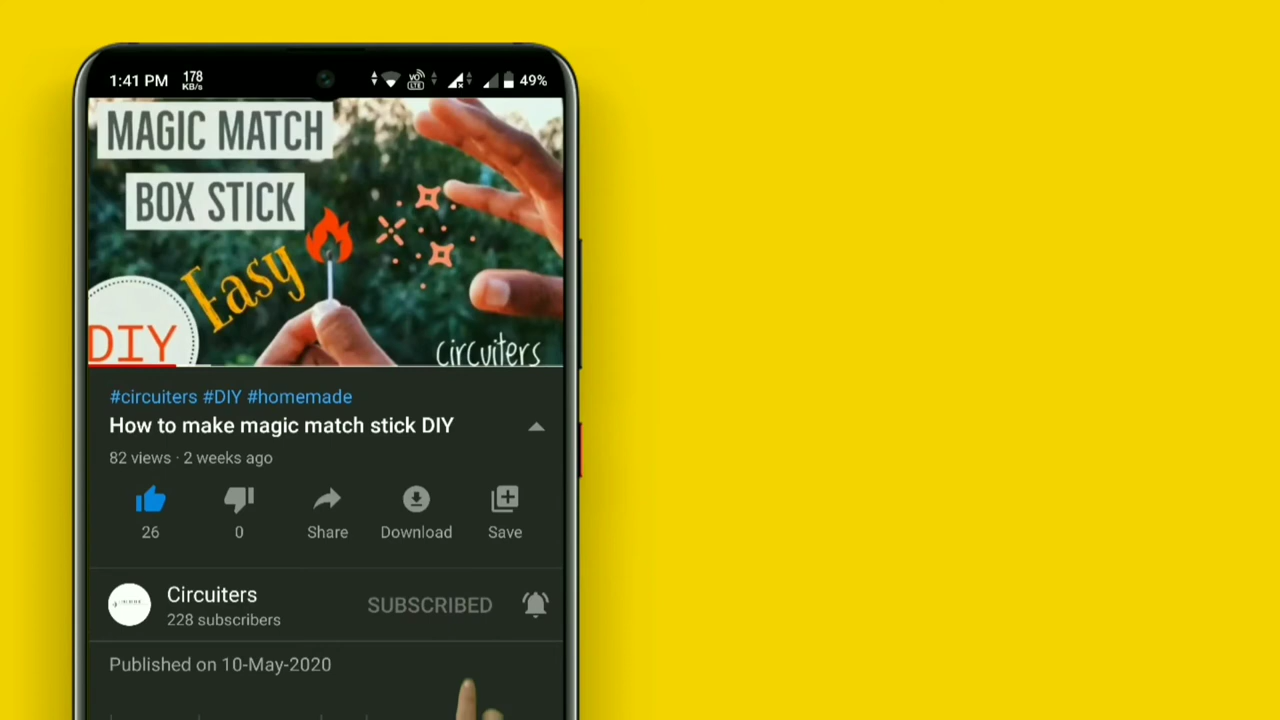 1:41 PM 178 KB/s VO LTE 49%
MAGIC MATCH
BOX STICK
Easy
DIY
circuiters
#circuiters #DIY #homemade
How to make magic match stick DIY
82 views · 2 weeks ago
26 0 Share Download Save
Circuiters
SUBSCRIBED
228 subscribers
Published on 10-May-2020